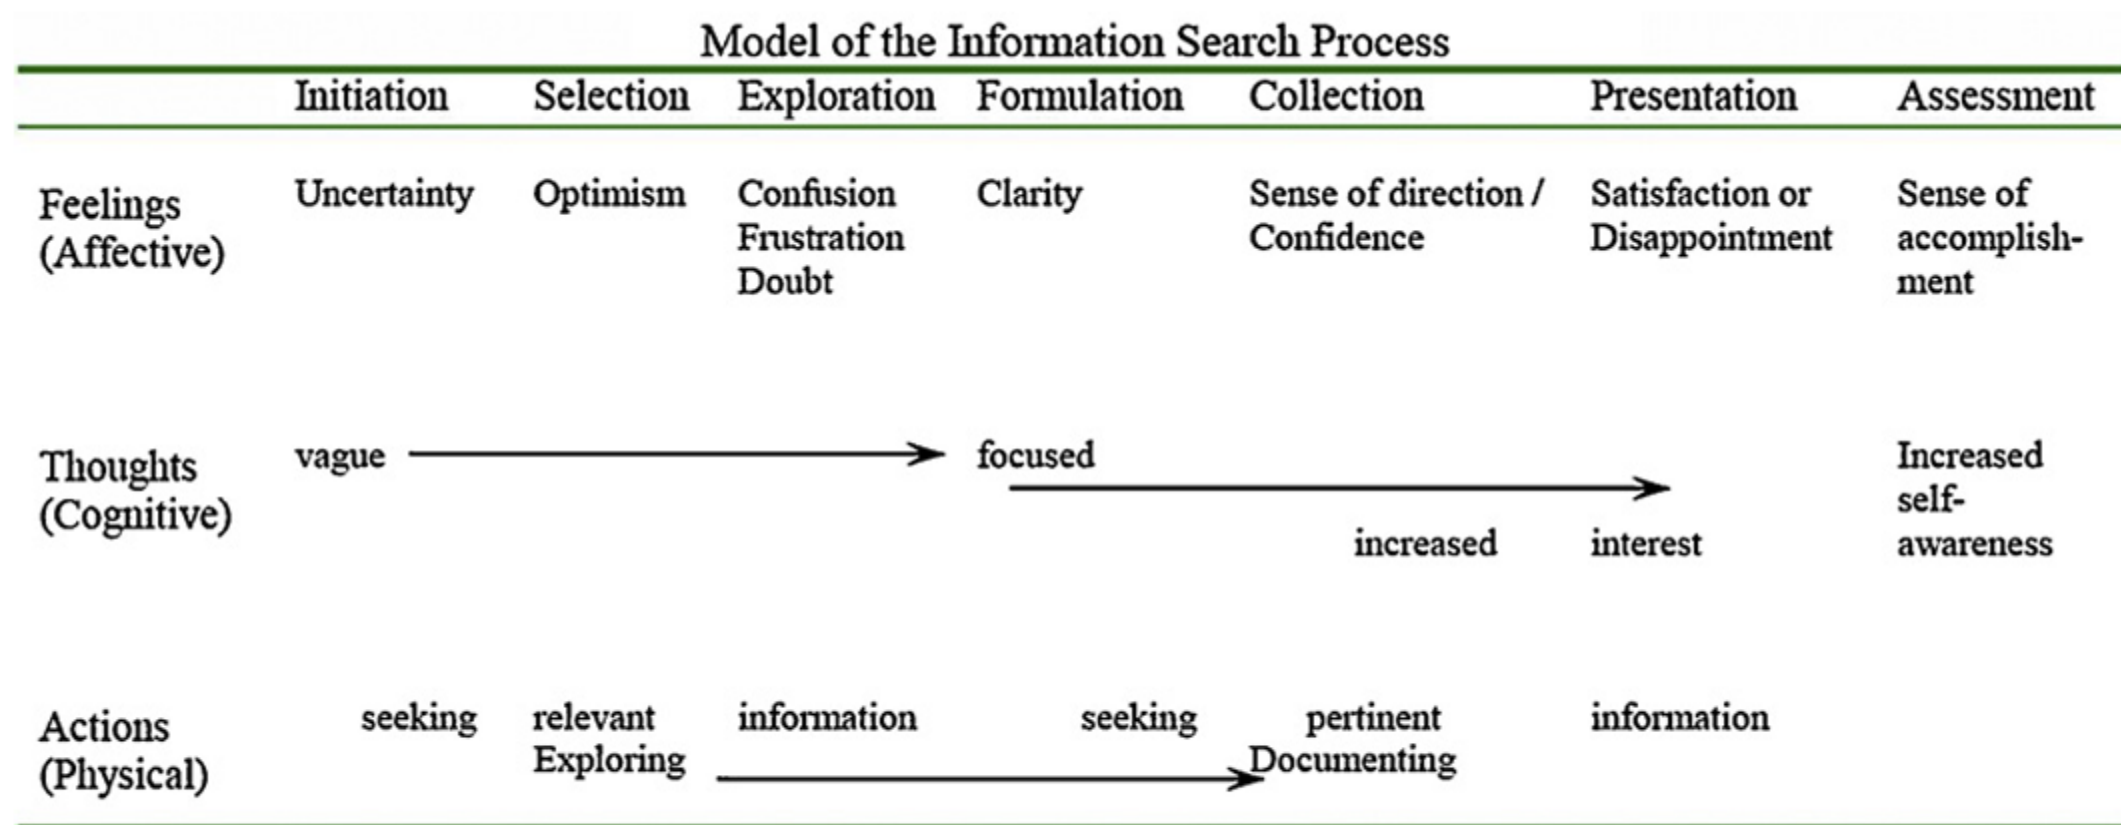 Model of the Information Search Process
Initiation Selection Exploration Formulation Collection Presentation Assessment
Feelings
(Affective)
Uncertainty
Optimism
Confusion
Frustration
Doubt
Clarity
Sense of direction /
Confidence
Satisfaction or
Disappointment
Sense of
accomplish-
ment
Thoughts
(Cognitive)
vague
focused
increased interest
Increased
self-
awareness
Actions
(Physical)
seeking relevant information seeking pertinent information
Exploring Documenting